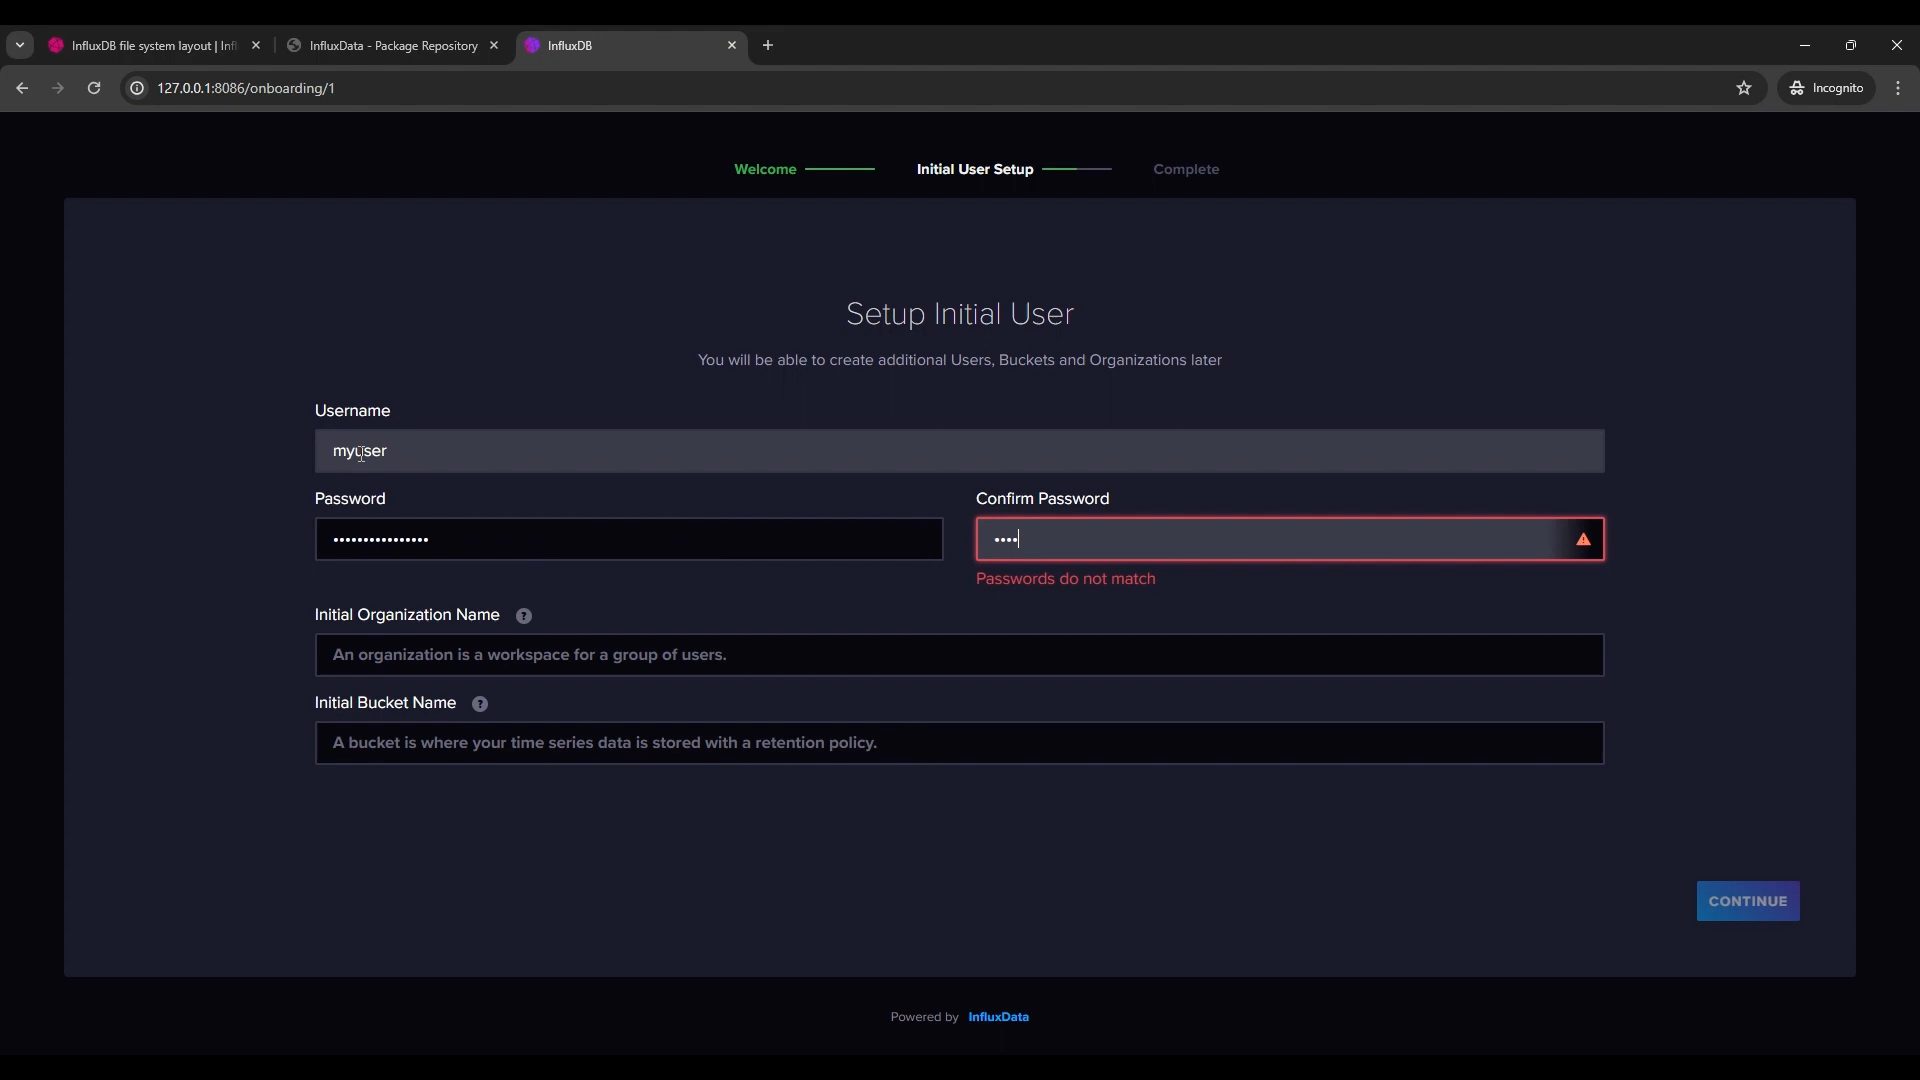 InfluxDB file system layout | Infl
InfluxData - Package Repository
InfluxDB
127.0.0.1:8086/onboarding/1
Incognito
Welcome
Initial User Setup
Complete
Setup Initial User
You will be able to create additional Users, Buckets and Organizations later
Username
myuser
Password
••••••••••••••••
Confirm Password
••••
Passwords do not match
Initial Organization Name ?
An organization is a workspace for a group of users.
Initial Bucket Name ?
A bucket is where your time series data is stored with a retention policy.
CONTINUE
Powered by InfluxData